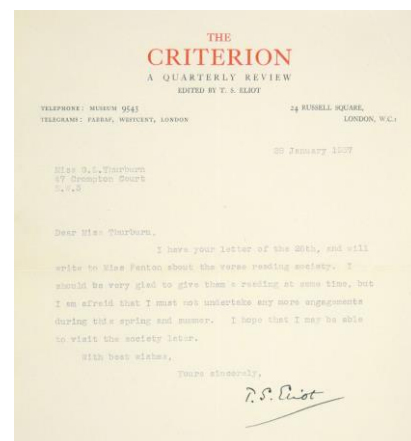 THE
CRITERION
A QUARTERLY REVIEW
EDITED BY T. S. ELIOT
TELEPHONE: MUSEUM 9543
24 RUSSELL SQUARE,
TELEGRAMS: FABBAF, WESTCENT, LONDON
LONDON, W.C.1
January 1937
Miss Thurburn
47 Crompton Court
S.W.3
Dear Miss Thurburn,
I have your letter of the 26th, and will
write to Miss Fenton about the verse reading society. I
should be very glad to give them a reading at some time, but
I am afraid that I must not undertake any more engagements
during this spring and summer. I hope that I may be able
to visit the society later.
With best wishes,
Yours sincerely,
T. S. Eliot